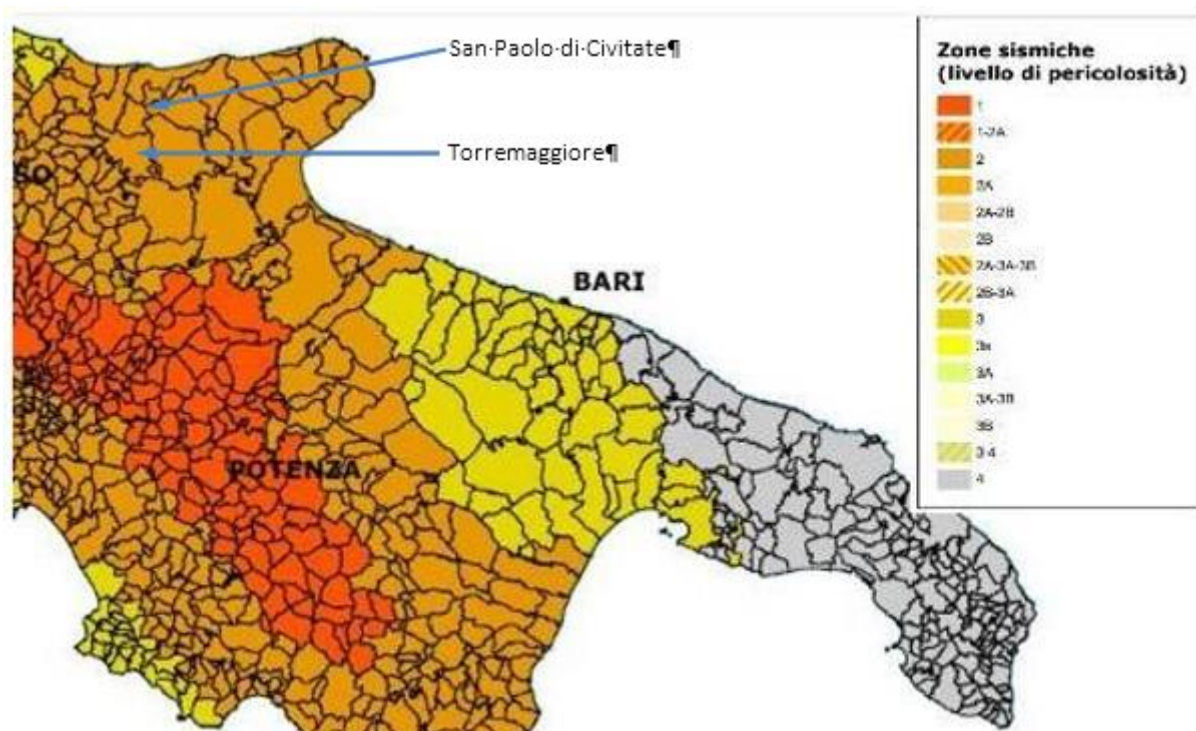 San·Paolo·di·Civitate¶
Torremaggiore¶
SO
BARI
POTENZA
Zone sismiche
(livello di pericolosità)
1
1-2A
2
2A
2A-2B
2B
2A-3A-3B
2B-3A
3
3s
3A
3A-3B
3B
3-4
4